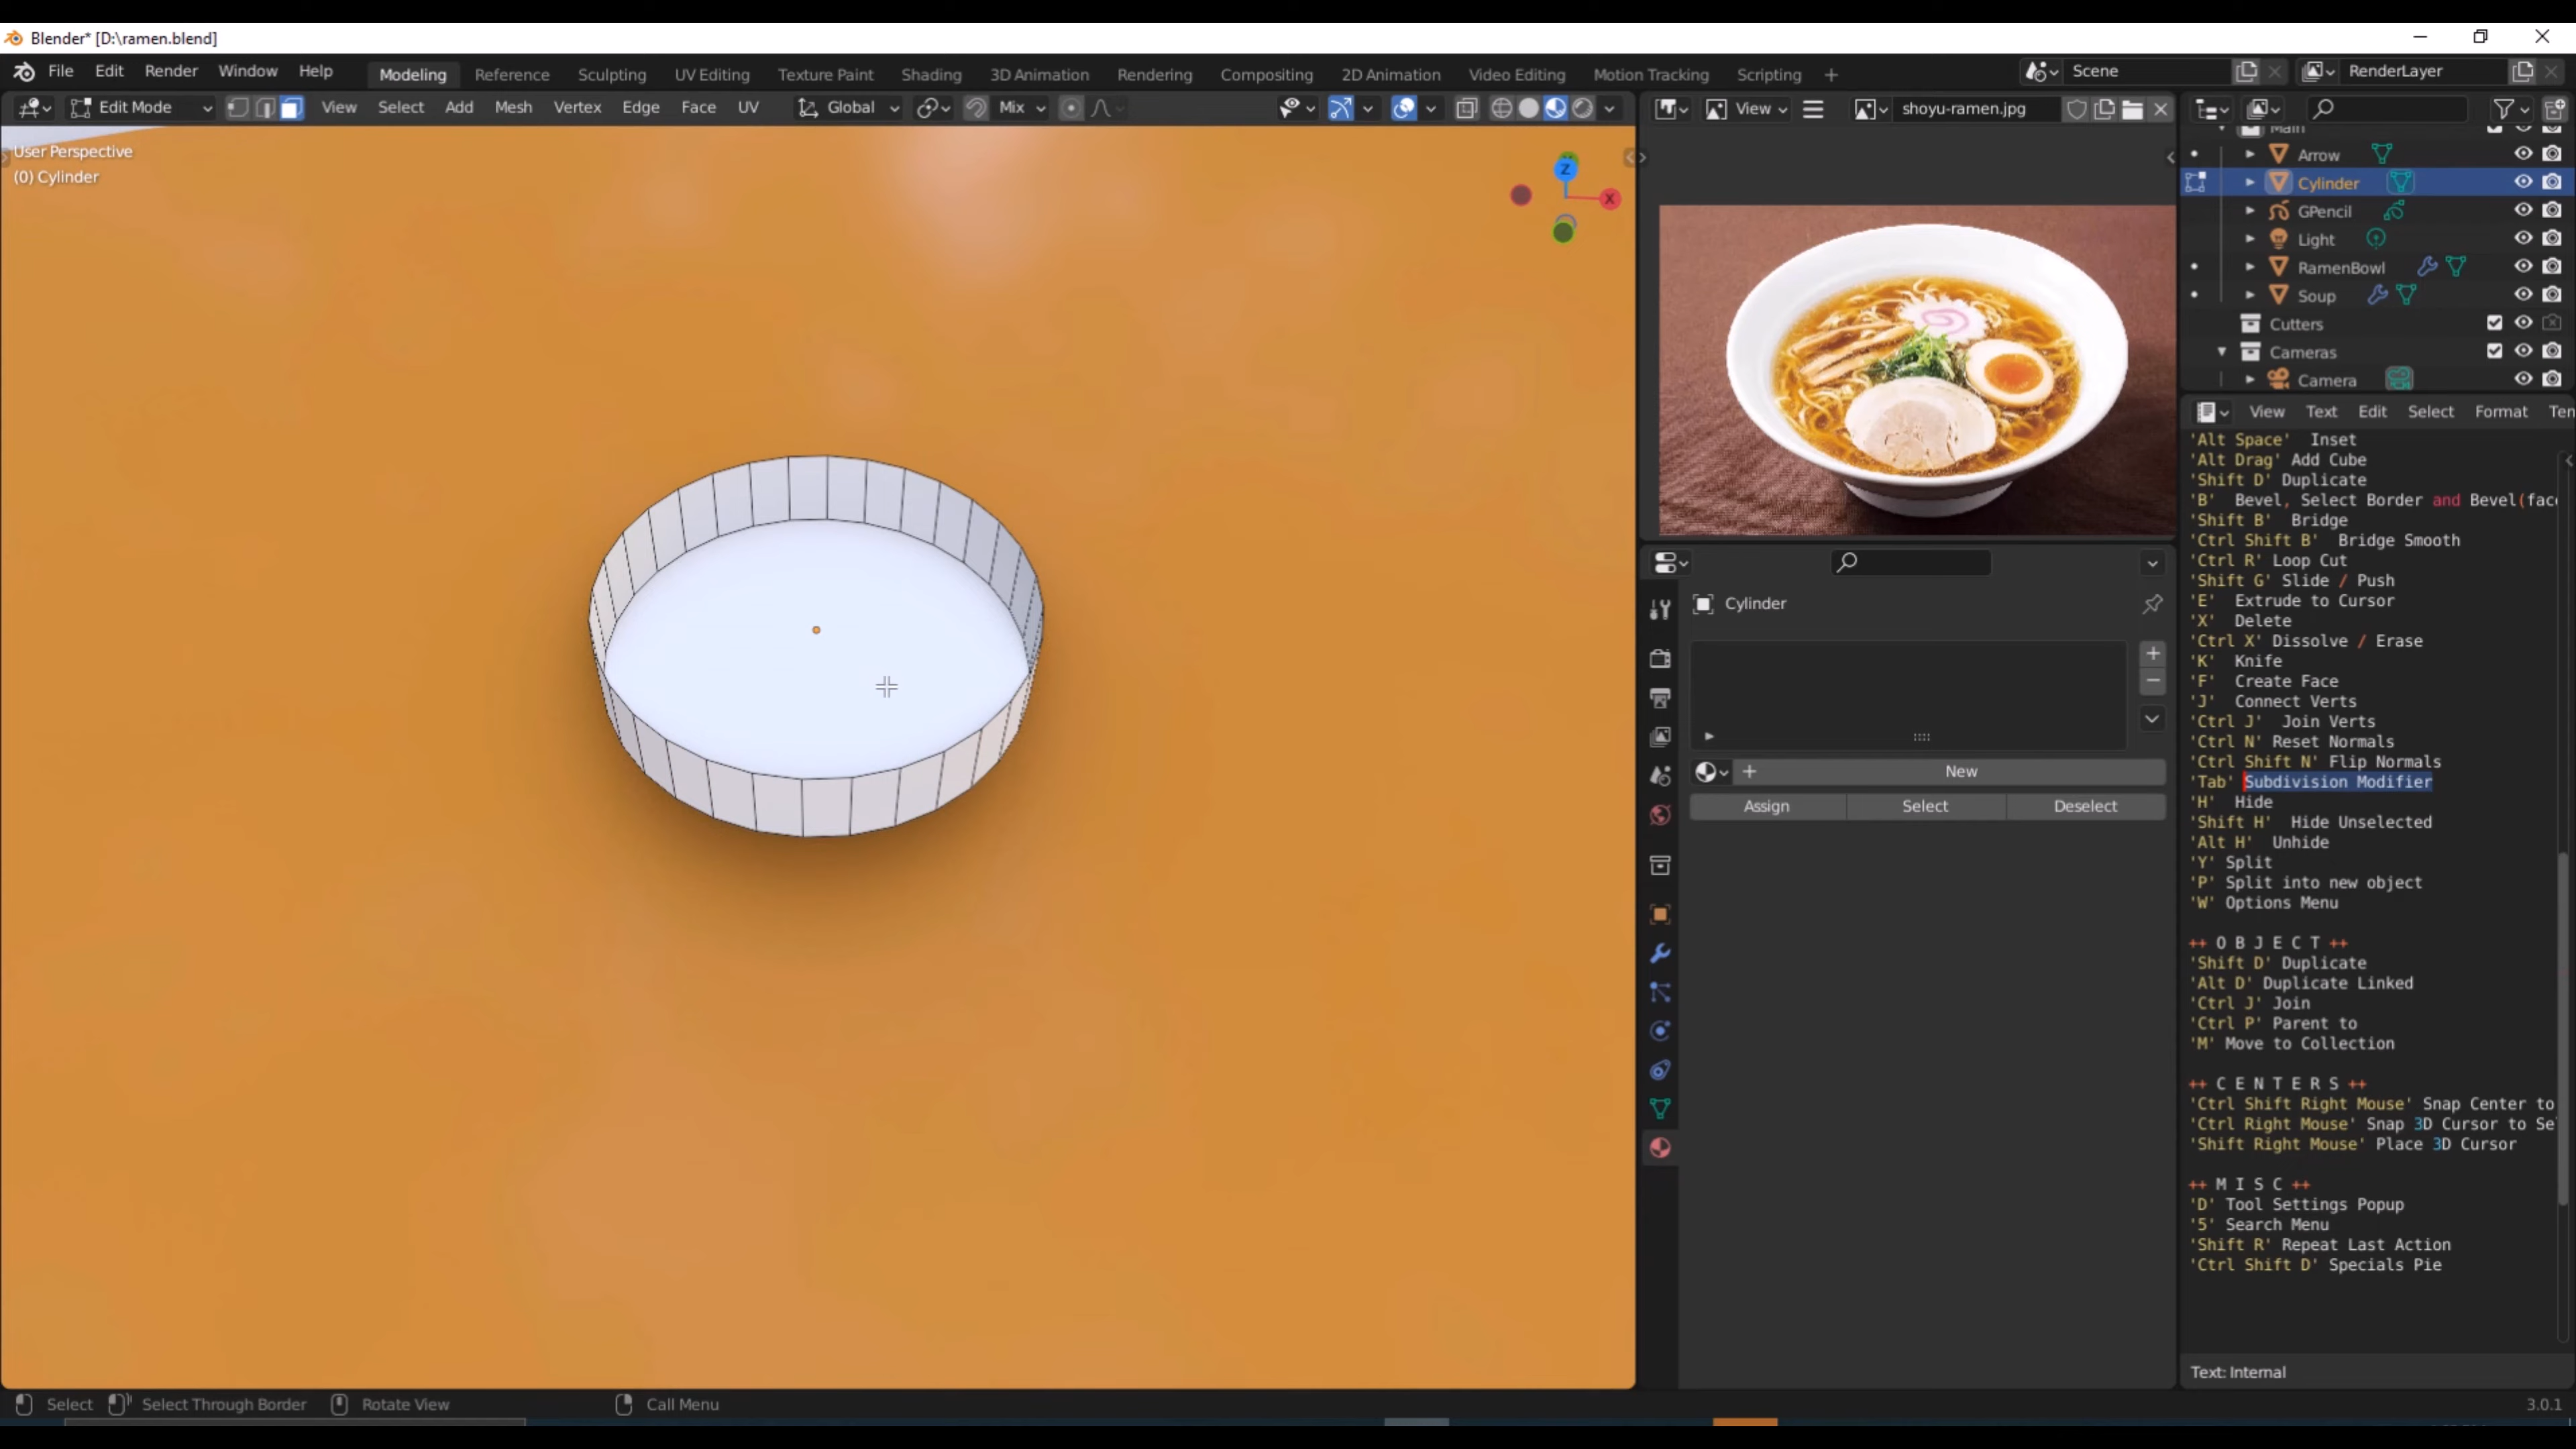 Blender* [D:\ramen.blend]
File Edit Render Window Help Modeling Reference Sculpting UV Editing Texture Paint Shading 3D Animation Rendering Compositing 2D Animation Video Editing Motion Tracking Scripting + Scene RenderLayer
Edit Mode View Select Add Mesh Vertex Edge Face UV Global Mix View shoyu-ramen.jpg
User Perspective
(0) Cylinder
Z
X
Main
Arrow
Cylinder
GPencil
Light
RamenBowl
Soup
Cutters
Cameras
Camera
View Text Edit Select Format Ten
'Alt Space' Inset
'Alt Drag' Add Cube
'Shift D' Duplicate
'B' Bevel, Select Border and Bevel(fac
'Shift B' Bridge
'Ctrl Shift B' Bridge Smooth
'Ctrl R' Loop Cut
'Shift G' Slide / Push
'E' Extrude to Cursor
'X' Delete
'Ctrl X' Dissolve / Erase
'K' Knife
'F' Create Face
'J' Connect Verts
'Ctrl J' Join Verts
'Ctrl N' Reset Normals
'Ctrl Shift N' Flip Normals
'Tab' Subdivision Modifier
'H' Hide
'Shift H' Hide Unselected
'Alt H' Unhide
'Y' Split
'P' Split into new object
'W' Options Menu
++ O B J E C T ++
'Shift D' Duplicate
'Alt D' Duplicate Linked
'Ctrl J' Join
'Ctrl P' Parent to
'M' Move to Collection
++ C E N T E R S ++
'Ctrl Shift Right Mouse' Snap Center to
'Ctrl Right Mouse' Snap 3D Cursor to Se
'Shift Right Mouse' Place 3D Cursor
++ M I S C ++
'D' Tool Settings Popup
'5' Search Menu
'Shift R' Repeat Last Action
'Ctrl Shift D' Specials Pie
Text: Internal
Cylinder
+ New
Assign Select Deselect
Select Select Through Border Rotate View Call Menu 3.0.1